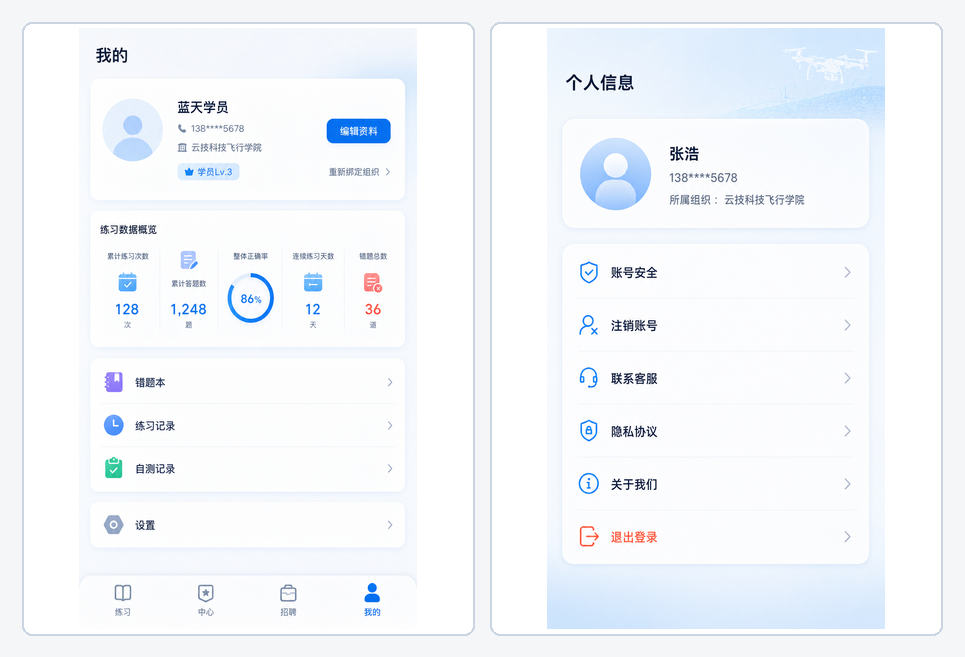 我的
蓝天学员
138****5678
云技科技飞行学院
学员Lv.3
编辑资料
重新绑定组织
练习数据概览
累计练习次数
128
次
累计答题数
1,248
题
整体正确率
86%
连续练习天数
12
天
错题总数
36
道
错题本
练习记录
自测记录
设置
练习
中心
招聘
我的
个人信息
张浩
138****5678
所属组织：云技科技飞行学院
账号安全
注销账号
联系客服
隐私协议
关于我们
退出登录